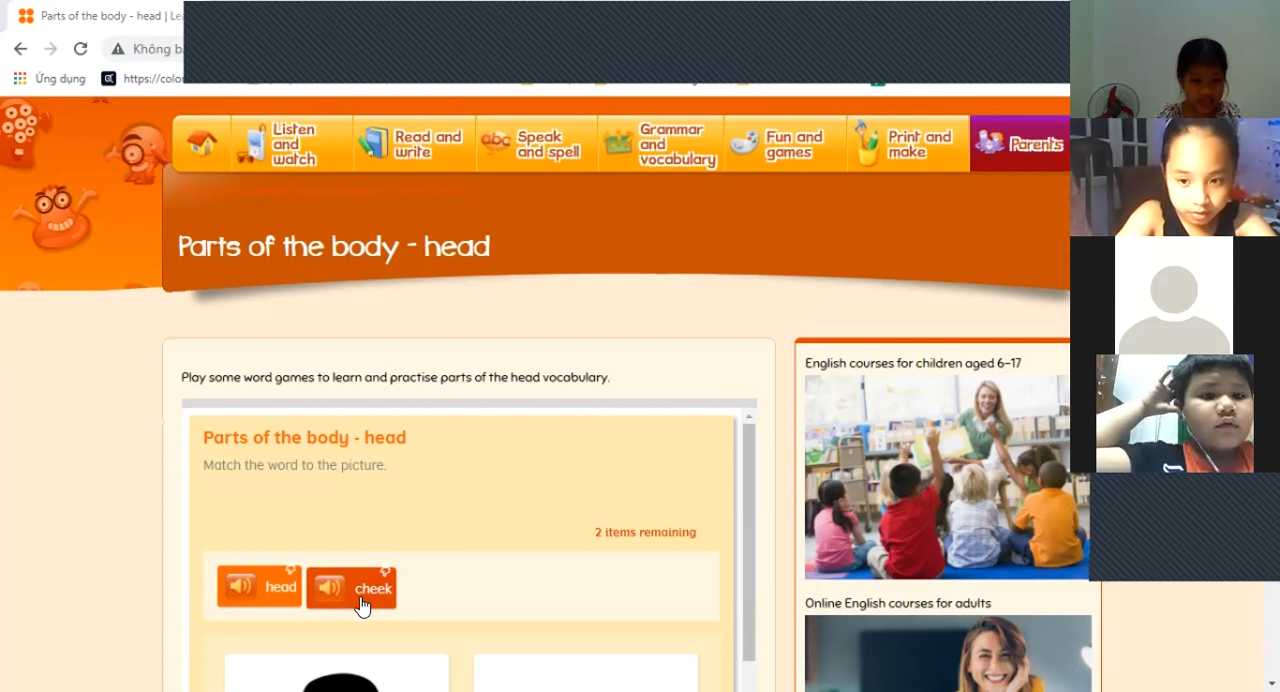 Parts of the body - head | Le
Không b
Ứng dụng https://color
Listen and watch
Read and write
abc Speak and spell
Grammar and vocabulary
Fun and games
Print and make
Parents
Parts of the body - head
Play some word games to learn and practise parts of the head vocabulary.
Parts of the body - head
Match the word to the picture.
2 items remaining
head
cheek
English courses for children aged 6-17
Online English courses for adults